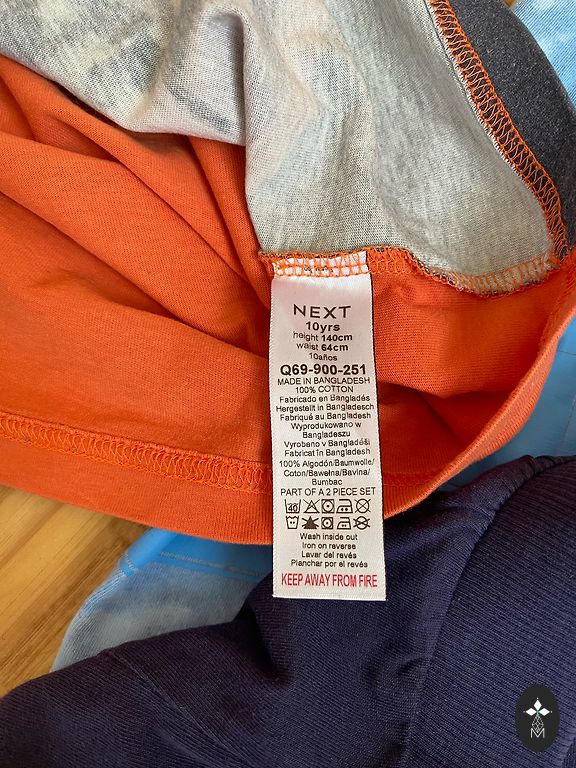 NEXT
10yrs
height 140cm
waist 64cm
10años
Q69-900-251
MADE IN BANGLADESH
100% COTTON
Fabricado en Bangladés
Hergestellt in Bangladesch
Fabriqué au Bangladesh
Wyprodukowano w
Bangladeszu
Vyrobeno v Bangladéši
Fabricat în Bangladesh
100% Algodón/Baumwolle/
Coton/Bawełna/Bavlna/
Bumbac
PART OF A 2 PIECE SET
40
Wash inside out
Iron on reverse
Lavar del revés
Planchar por el revés
KEEP AWAY FROM FIRE
M